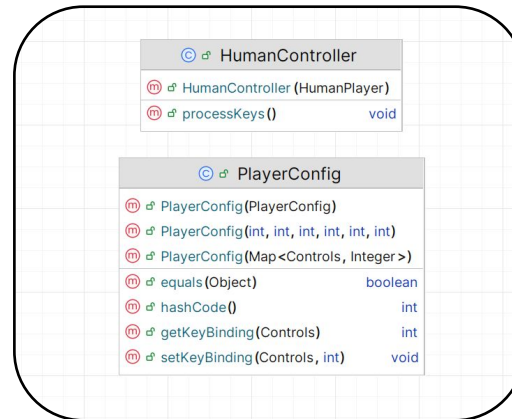 HumanController
HumanController(HumanPlayer)
processKeys() void
PlayerConfig
PlayerConfig(PlayerConfig)
PlayerConfig(int, int, int, int, int, int)
PlayerConfig(Map<Controls, Integer>)
equals(Object) boolean
hashCode() int
getKeyBinding(Controls) int
setKeyBinding(Controls, int) void